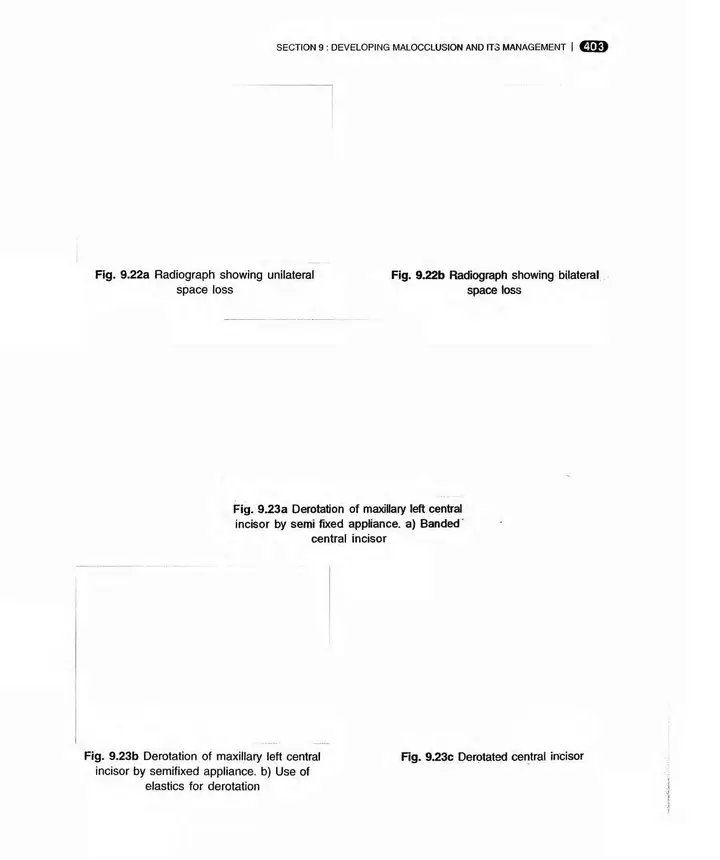 SECTION 9 : DEVELOPING MALOCCLUSION AND ITS MANAGEMENT | 403
Fig. 9.22a Radiograph showing unilateral
space loss
Fig. 9.22b Radiograph showing bilateral
space loss
Fig. 9.23a Derotation of maxillary left central
incisor by semi fixed appliance. a) Banded
central incisor
Fig. 9.23b Derotation of maxillary left central
incisor by semifixed appliance. b) Use of
elastics for derotation
Fig. 9.23c Derotated central incisor